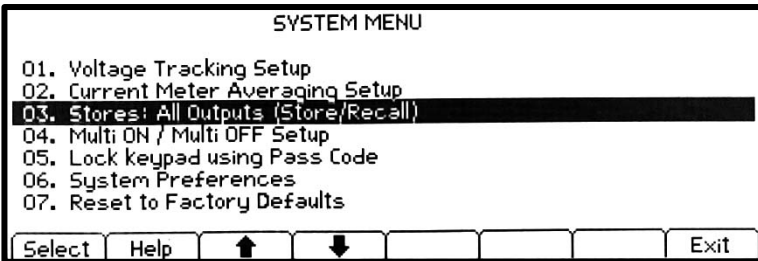 SYSTEM MENU
01. Voltage Tracking Setup
02. Current Meter Averaging Setup
03. Stores: All Outputs (Store/Recall)
04. Multi ON / Multi OFF Setup
05. Lock keypad using Pass Code
06. System Preferences
07. Reset to Factory Defaults
Select Help ↑ ↓ Exit